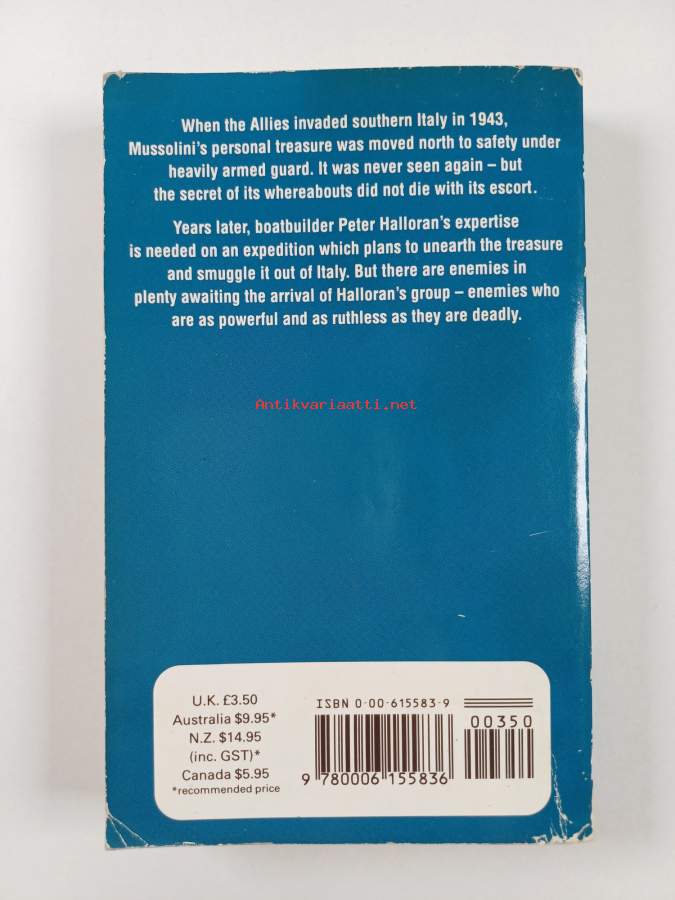 When the Allies invaded southern Italy in 1943,
Mussolini's personal treasure was moved north to safety under
heavily armed guard. It was never seen again – but
the secret of its whereabouts did not die with its escort.
Years later, boatbuilder Peter Halloran's expertise
is needed on an expedition which plans to unearth the treasure
and smuggle it out of Italy. But there are enemies in
plenty awaiting the arrival of Halloran's group – enemies who
are as powerful and as ruthless as they are deadly.
Antikvariaatti.net
U.K. £3.50
Australia $9.95*
N.Z. $14.95
(inc. GST)*
Canada $5.95
*recommended price
ISBN 0-00-615583-9
00350
9 780006 155836